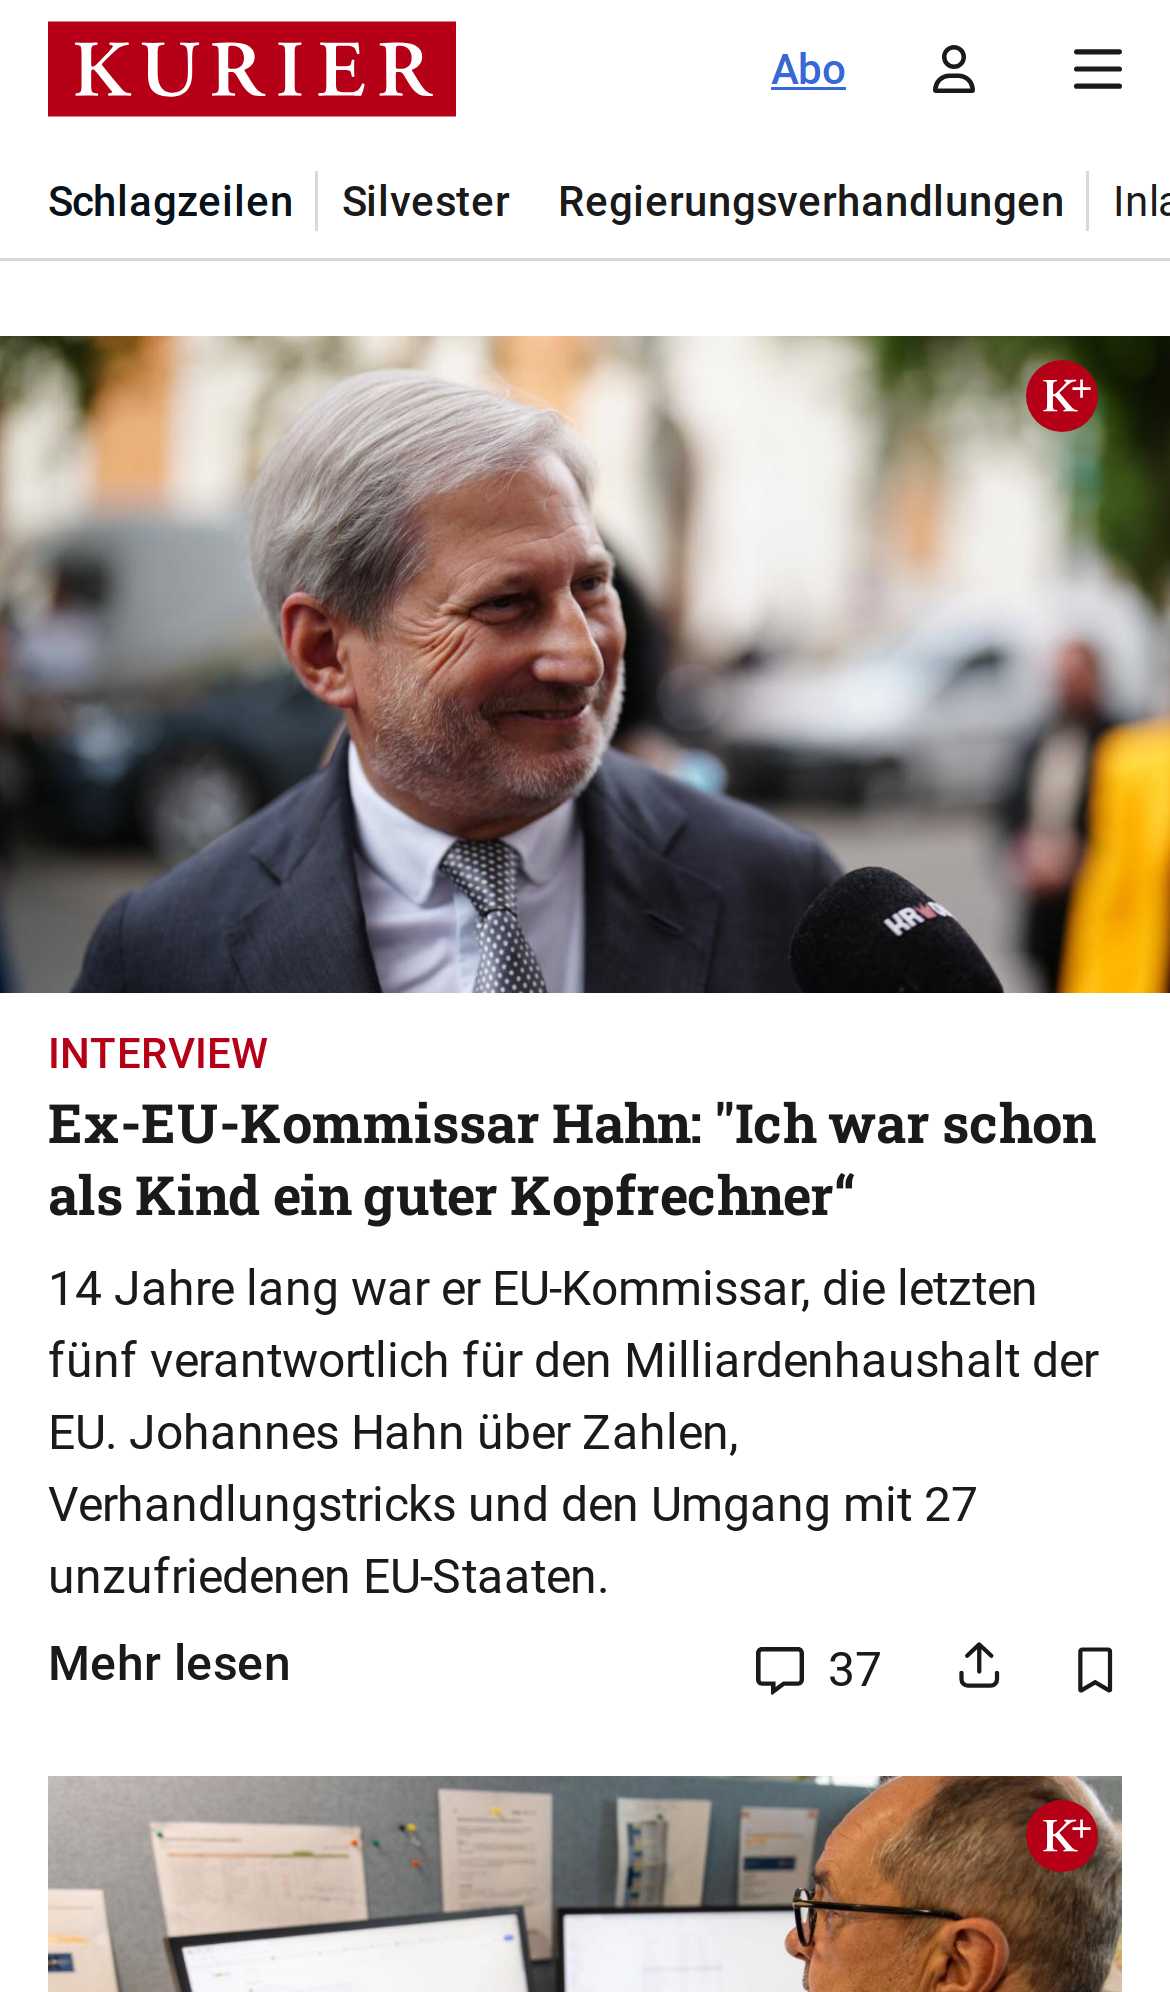 KURIER
Abo
Schlagzeilen
Silvester
Regierungsverhandlungen
Inla
K+
INTERVIEW
Ex-EU-Kommissar Hahn: "Ich war schon
als Kind ein guter Kopfrechner“
14 Jahre lang war er EU-Kommissar, die letzten
fünf verantwortlich für den Milliardenhaushalt der
EU. Johannes Hahn über Zahlen,
Verhandlungstricks und den Umgang mit 27
unzufriedenen EU-Staaten.
Mehr lesen
37
K+